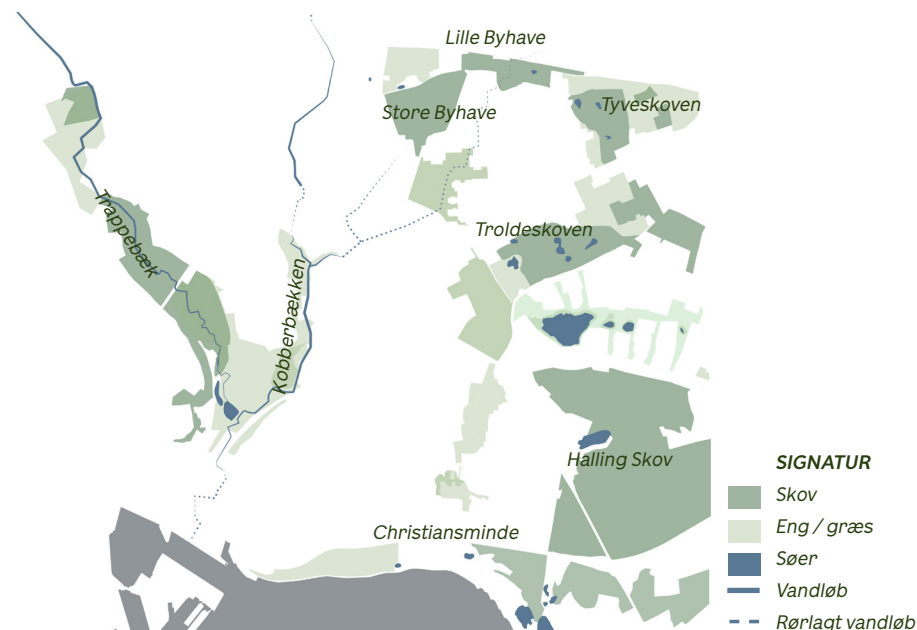 Lille Byhave
Store Byhave
Tyveskoven
Trappebæk
Troldeskoven
Kobberbækken
Halling Skov
Christiansminde
SIGNATUR
Skov
Eng / græs
Søer
Vandløb
Rørlagt vandløb